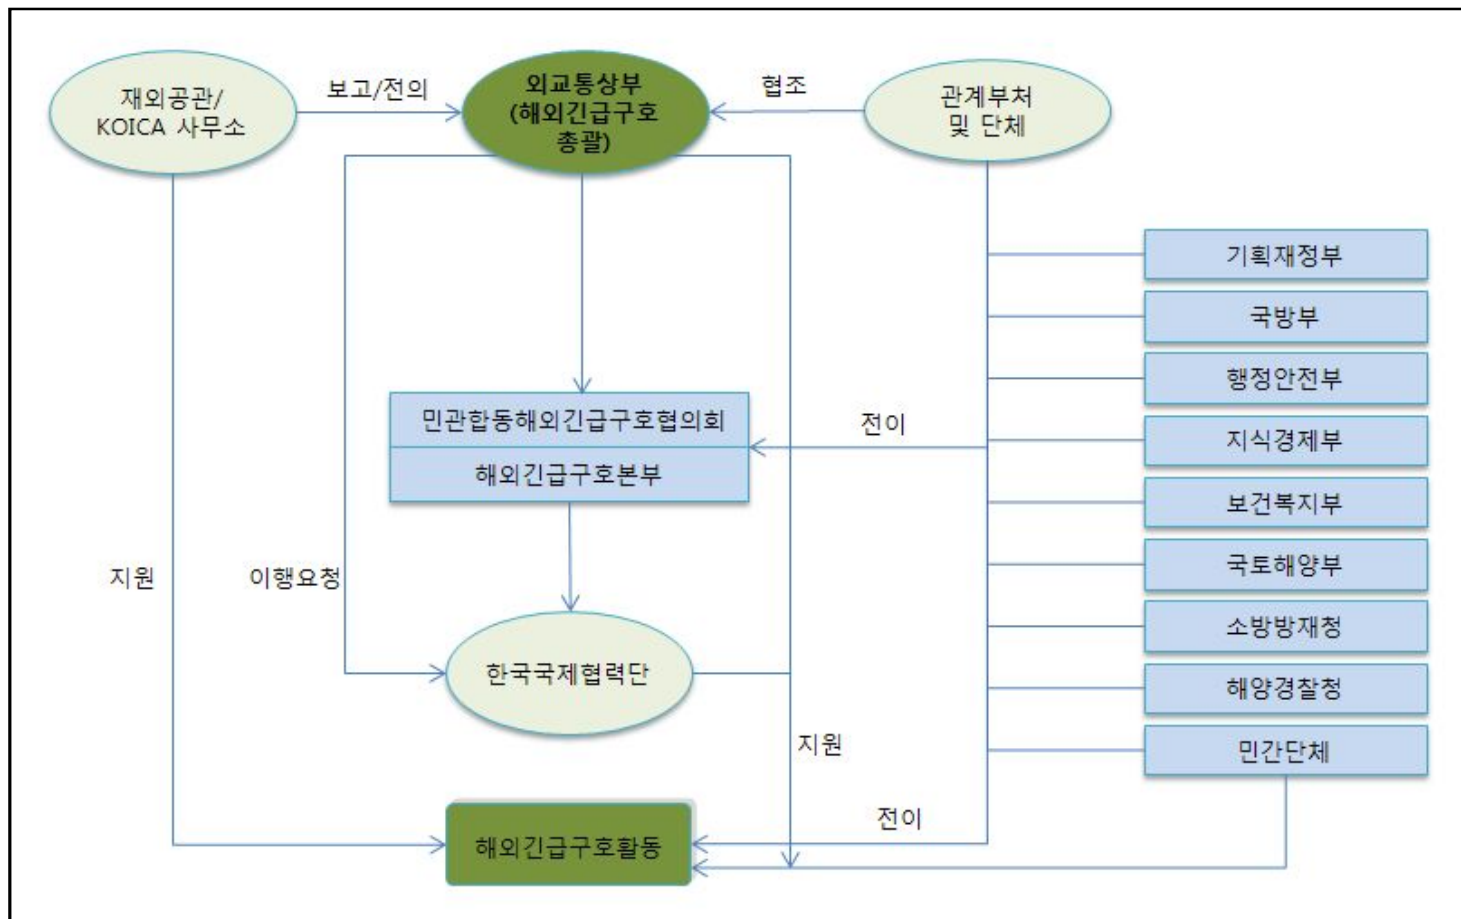 재외공관/
KOICA 사무소
보고/전의
외교통상부
(해외긴급구호
총괄)
협조
관계부처
및 단체
기획재정부
국방부
행정안전부
민관합동해외긴급구호협의회
전이
지식경제부
해외긴급구호본부
보건복지부
지원
이행요청
국토해양부
소방방재청
한국국제협력단
해양경찰청
지원
민간단체
전이
해외긴급구호활동